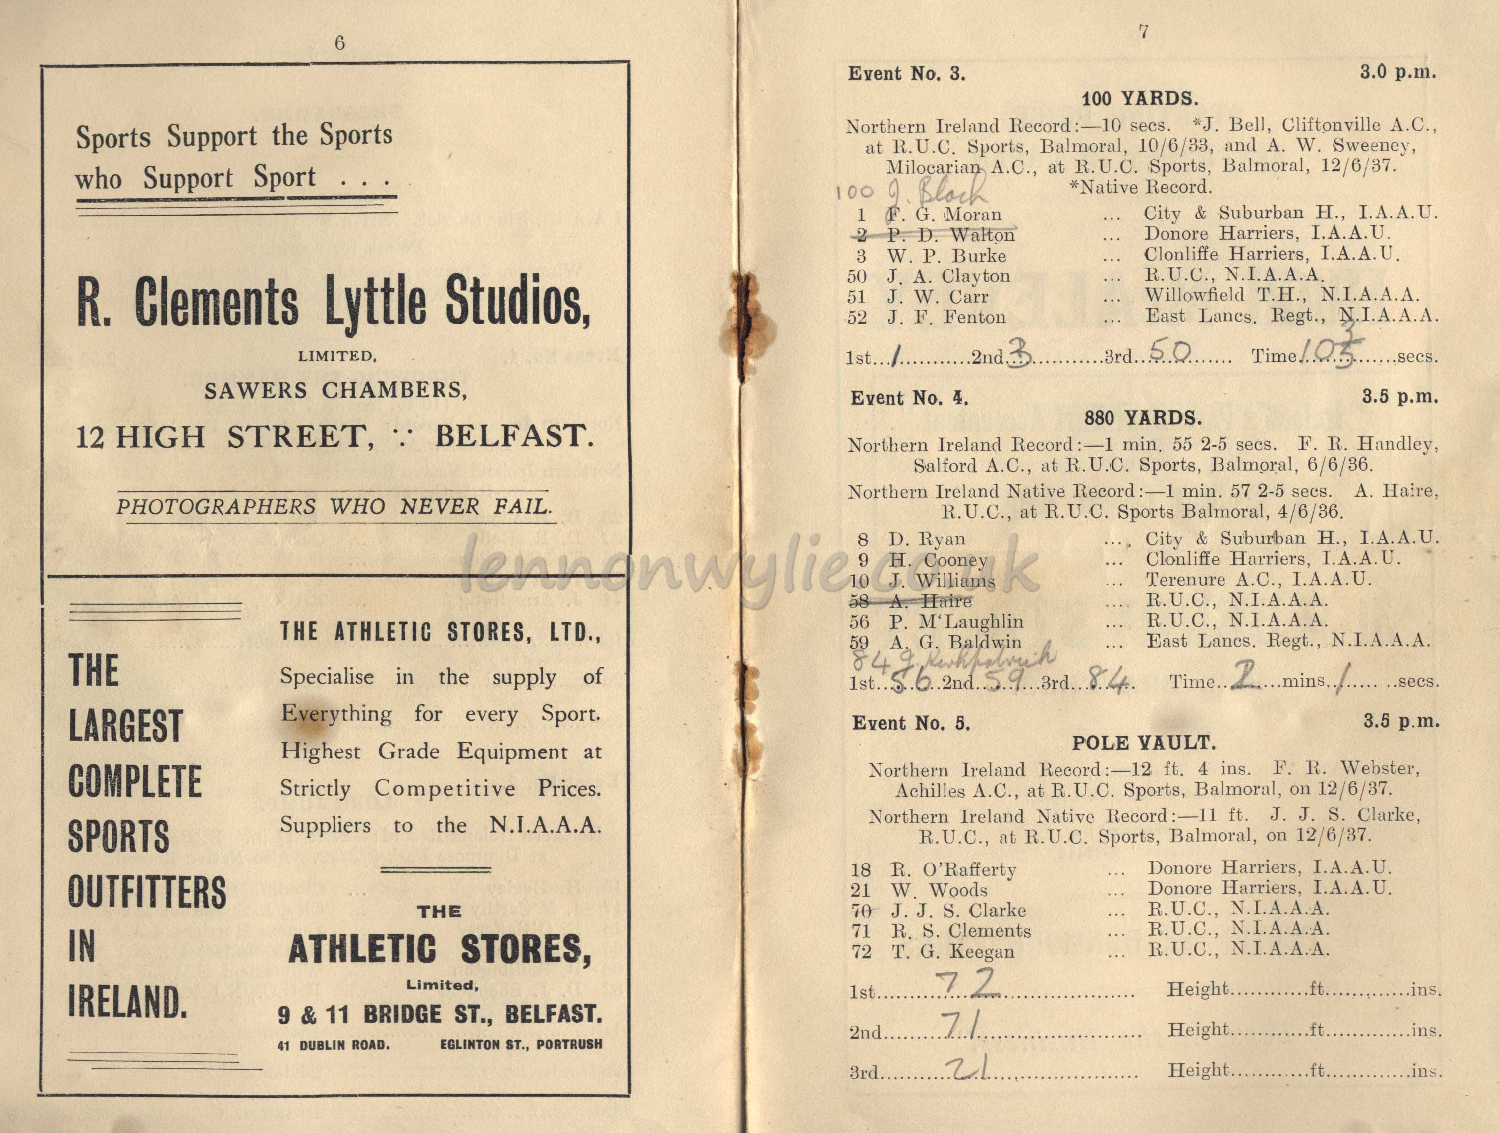 6
Sports Support the Sports
who Support Sport . . .
R. Clements Lyttle Studios,
LIMITED,
SAWERS CHAMBERS,
12 HIGH STREET, ∵ BELFAST.
PHOTOGRAPHERS WHO NEVER FAIL.
THE
LARGEST
COMPLETE
SPORTS
OUTFITTERS
IN
IRELAND.
THE ATHLETIC STORES, LTD.,
Specialise in the supply of
Everything for every Sport.
Highest Grade Equipment at
Strictly Competitive Prices.
Suppliers to the N.I.A.A.A.
THE
ATHLETIC STORES,
Limited,
9 & 11 BRIDGE ST., BELFAST.
41 DUBLIN ROAD. EGLINTON ST., PORTRUSH
lennonwylie.co.uk
7
Event No. 3. 3.0 p.m.
100 YARDS.
Northern Ireland Record:—10 secs. *J. Bell, Cliftonville A.C.,
at R.U.C. Sports, Balmoral, 10/6/33, and A. W. Sweeney,
Milocarian A.C., at R.U.C. Sports, Balmoral, 12/6/37.
*Native Record.
100 J.
1 F. G. Moran ... City & Suburban H., I.A.A.U.
2 P. D. Walton ... Donore Harriers, I.A.A.U.
3 W. P. Burke ... Clonliffe Harriers, I.A.A.U.
50 J. A. Clayton ... R.U.C., N.I.A.A.A.
51 J. W. Carr ... Willowfield T.H., N.I.A.A.A.
52 J. F. Fenton ... East Lancs. Regt., N.I.A.A.A.
1st...1...........2nd...3...........3rd...50...... Time...10 3/5......secs.
Event No. 4. 3.5 p.m.
880 YARDS.
Northern Ireland Record:—1 min. 55 2-5 secs. F. R. Handley,
Salford A.C., at R.U.C. Sports, Balmoral, 6/6/36.
Northern Ireland Native Record:—1 min. 57 2-5 secs. A. Haire,
R.U.C., at R.U.C. Sports Balmoral, 4/6/36.
8 D. Ryan .... City & Suburban H., I.A.A.U.
9 H. Cooney ... Clonliffe Harriers, I.A.A.U.
10 J. Williams ... Terenure A.C., I.A.A.U.
58 A. Haire .... R.U.C., N.I.A.A.A.
56 P. M'Laughlin ... R.U.C., N.I.A.A.A.
59 A. G. Baldwin ... East Lancs. Regt., N.I.A.A.A.
84 J.
1st...56..2nd...59...3rd...84.. Time...2....mins..1..... ..secs.
Event No. 5. 3.5 p.m.
POLE VAULT.
Northern Ireland Record:—12 ft. 4 ins. F. R. Webster,
Achilles A.C., at R.U.C. Sports, Balmoral, on 12/6/37.
Northern Ireland Native Record:—11 ft. J. J. S. Clarke,
R.U.C., at R.U.C. Sports, Balmoral, on 12/6/37.
18 R. O'Rafferty ... Donore Harriers, I.A.A.U.
21 W. Woods ... Donore Harriers, I.A.A.U.
70 J. J. S. Clarke ... R.U.C., N.I.A.A.A.
71 R. S. Clements ... R.U.C., N.I.A.A.A.
72 T. G. Keegan ... R.U.C., N.I.A.A.A.
1st..........72.................... Height...........ft............ins.
2nd..........71.................... Height...........ft............ins.
3rd..........21.................... Height...........ft............ins.